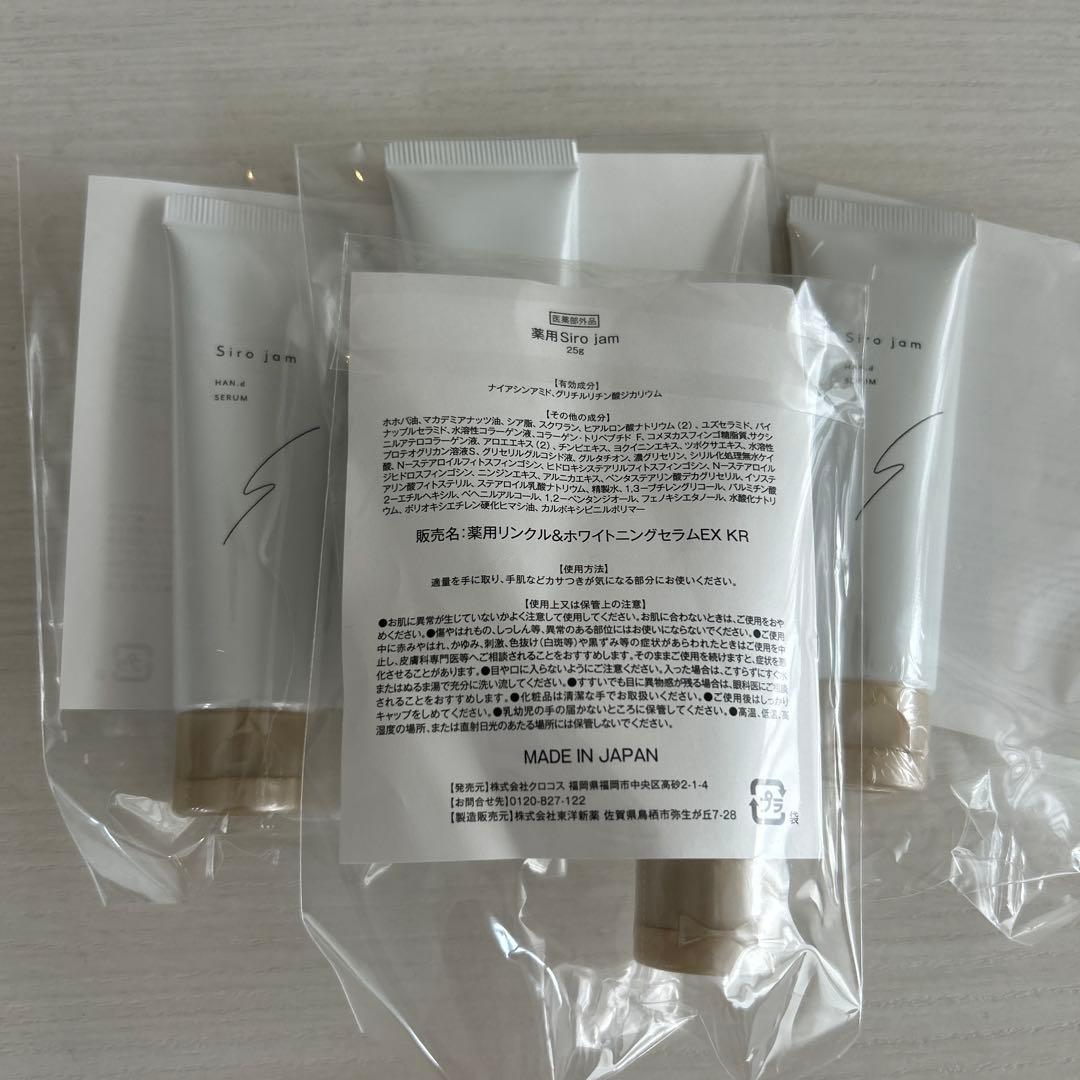 Siro jam
HAN.d
SERUM
医薬部外品
薬用Siro jam
25g
【有効成分】
ナイアシンアミド、グリチルリチン酸ジカリウム
【その他の成分】
ホホバ油、マカデミアナッツ油、シア脂、スクワラン、ヒアルロン酸ナトリウム(2)、ユズセラミド、パイ
ナップルセラミド、水溶性コラーゲン液、コラーゲン・トリペプチド F、コメヌカスフィンゴ糖脂質、サクシ
ニルアテロコラーゲン液、アロエエキス(2)、チンピエキス、ヨクイニンエキス、ツボクサエキス、水溶性
プロテオグリカン溶液S、グリセリルグルコシド液、グルタチオン、濃グリセリン、シリル化処理無水ケイ
酸、N-ステアロイルフィトスフィンゴシン、ヒドロキシステアリルフィトスフィンゴシン、N-ステアロイル
ジヒドロスフィンゴシン、ニンジンエキス、アルニカエキス、ペンタステアリン酸デカグリセリル、イソステ
アリン酸フィトステリル、ステアロイル乳酸ナトリウム、精製水、1,3-ブチレングリコール、パルミチン酸
2-エチルヘキシル、ベヘニルアルコール、1,2-ペンタンジオール、フェノキシエタノール、水酸化ナトリ
ウム、ポリオキシエチレン硬化ヒマシ油、カルボキシビニルポリマー
販売名:薬用リンクル&ホワイトニングセラムEX KR
【使用方法】
適量を手に取り、手肌などカサつきが気になる部分にお使いください。
【使用上又は保管上の注意】
●お肌に異常が生じていないかよく注意して使用してください。お肌に合わないときは、ご使用をおや
めください。●傷やはれもの、しっしん等、異常のある部位にはお使いにならないでください。●ご使用
中に赤みやはれ、かゆみ、刺激、色抜け(白斑等)や黒ずみ等の症状があらわれたときはご使用を中
止し、皮膚科専門医等へご相談されることをおすすめします。そのままご使用を続けますと、症状を悪
化させることがあります。●目や口に入らないようにご注意ください。入った場合は、こすらずにすぐ水
またはぬるま湯で充分に洗い流してください。●すすいでも目に異物感が残る場合は、眼科医にご相談
されることをおすすめします。●化粧品は清潔な手でお取扱いください。●ご使用後はしっかり
キャップをしめてください。●乳幼児の手の届かないところに保管してください。●高温、低温、高
湿度の場所、または直射日光のあたる場所には保管しないでください。
MADE IN JAPAN
【発売元】株式会社クロコス 福岡県福岡市中央区高砂2-1-4
【お問合せ先】0120-827-122
【製造販売元】株式会社東洋新薬 佐賀県鳥栖市弥生が丘7-28
プラ
袋
Siro jam
HAN.d
SERUM